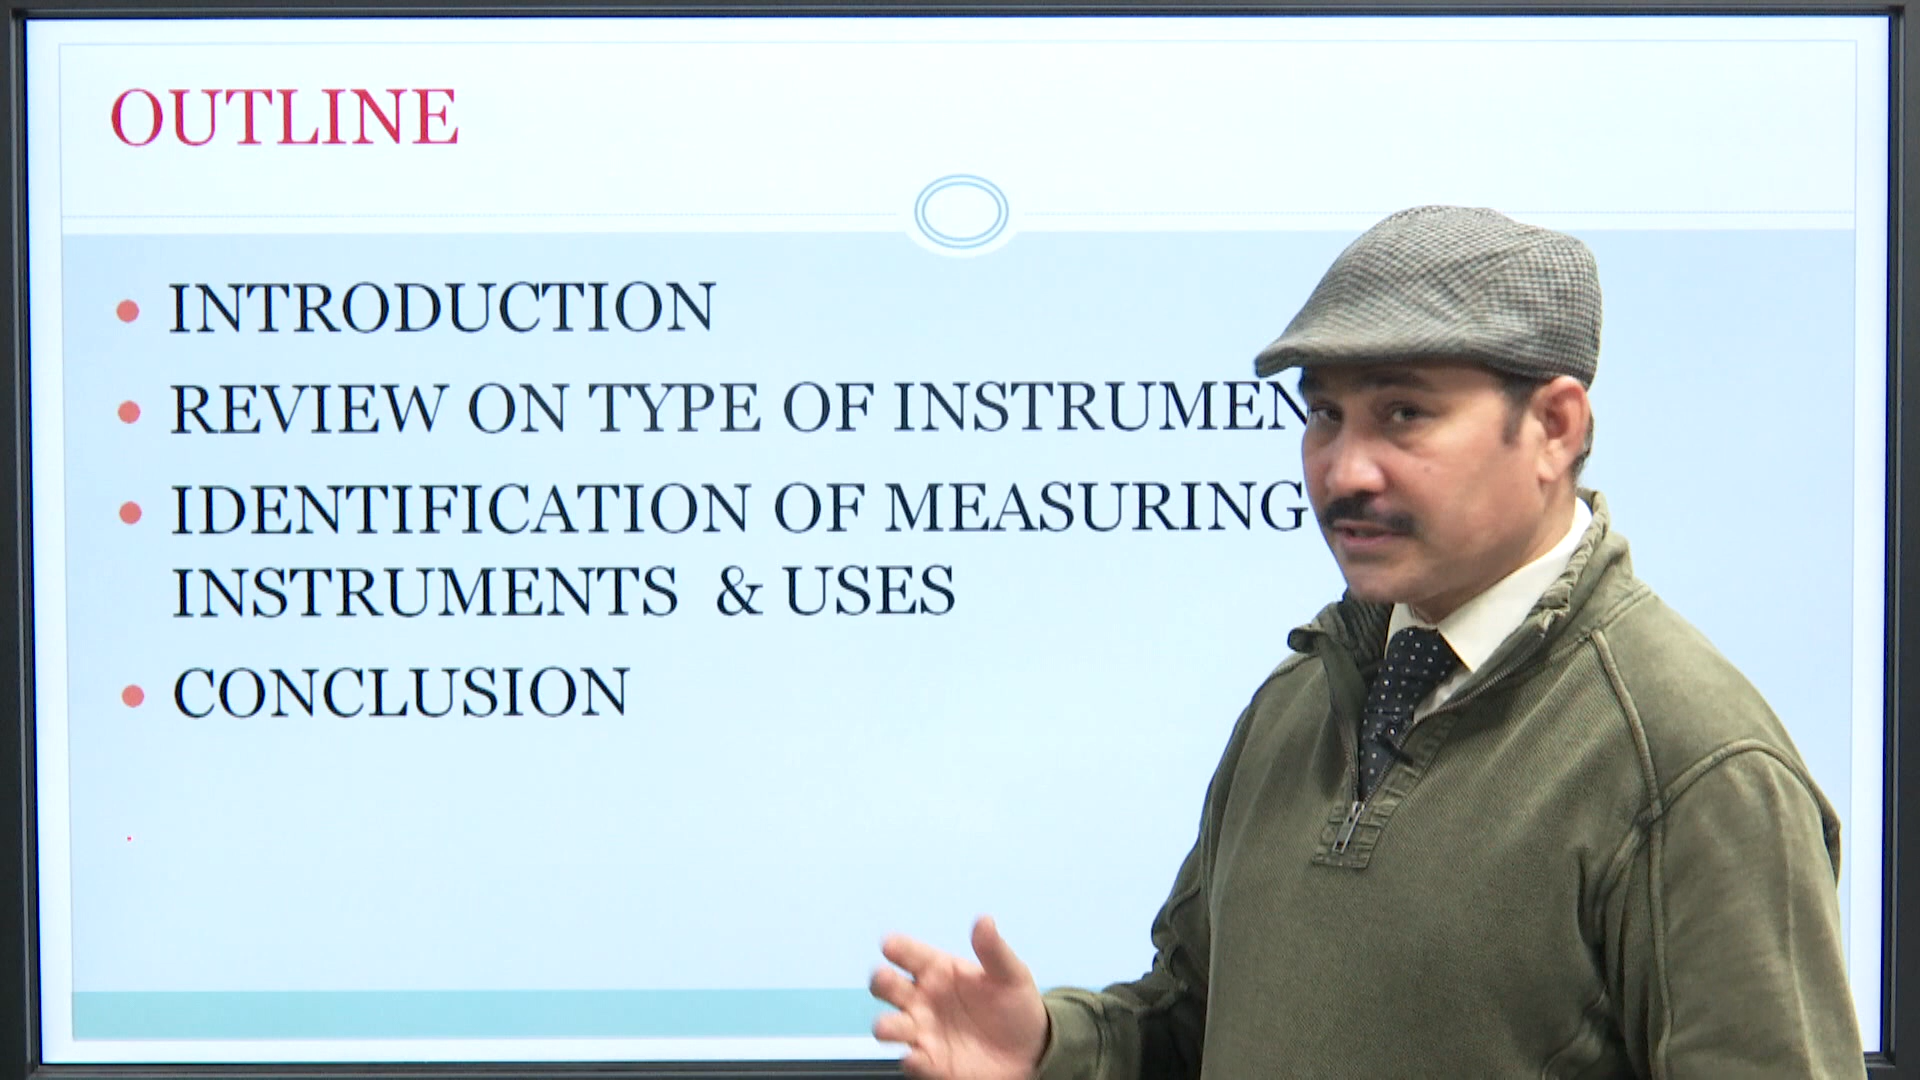 OUTLINE
INTRODUCTION
REVIEW ON TYPE OF INSTRUMEN
IDENTIFICATION OF MEASURING
INSTRUMENTS & USES
CONCLUSION